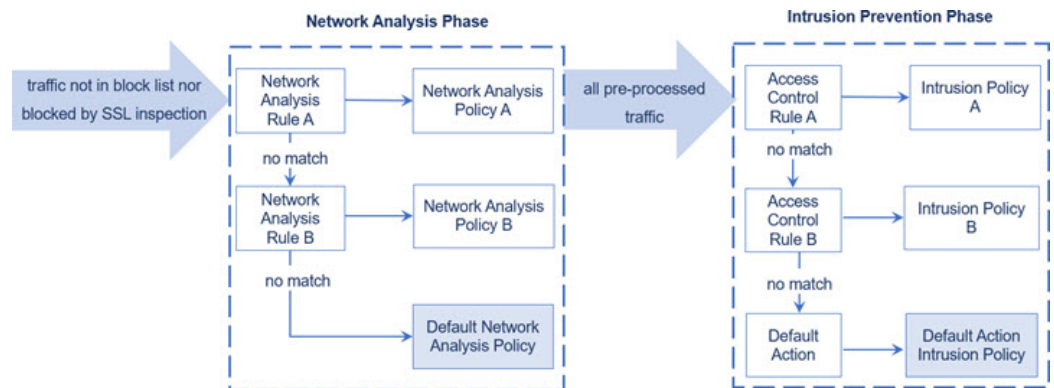 Network Analysis Phase
traffic not in block list nor
blocked by SSL inspection
Network
Analysis
Rule A
Network Analysis
Policy A
no match
Network
Analysis
Rule B
Network Analysis
Policy B
no match
Default Network
Analysis Policy
all pre-processed
traffic
Intrusion Prevention Phase
Access
Control
Rule A
Intrusion Policy
A
no match
Access
Control
Rule B
Intrusion Policy
B
no match
Default
Action
Default Action
Intrusion Policy